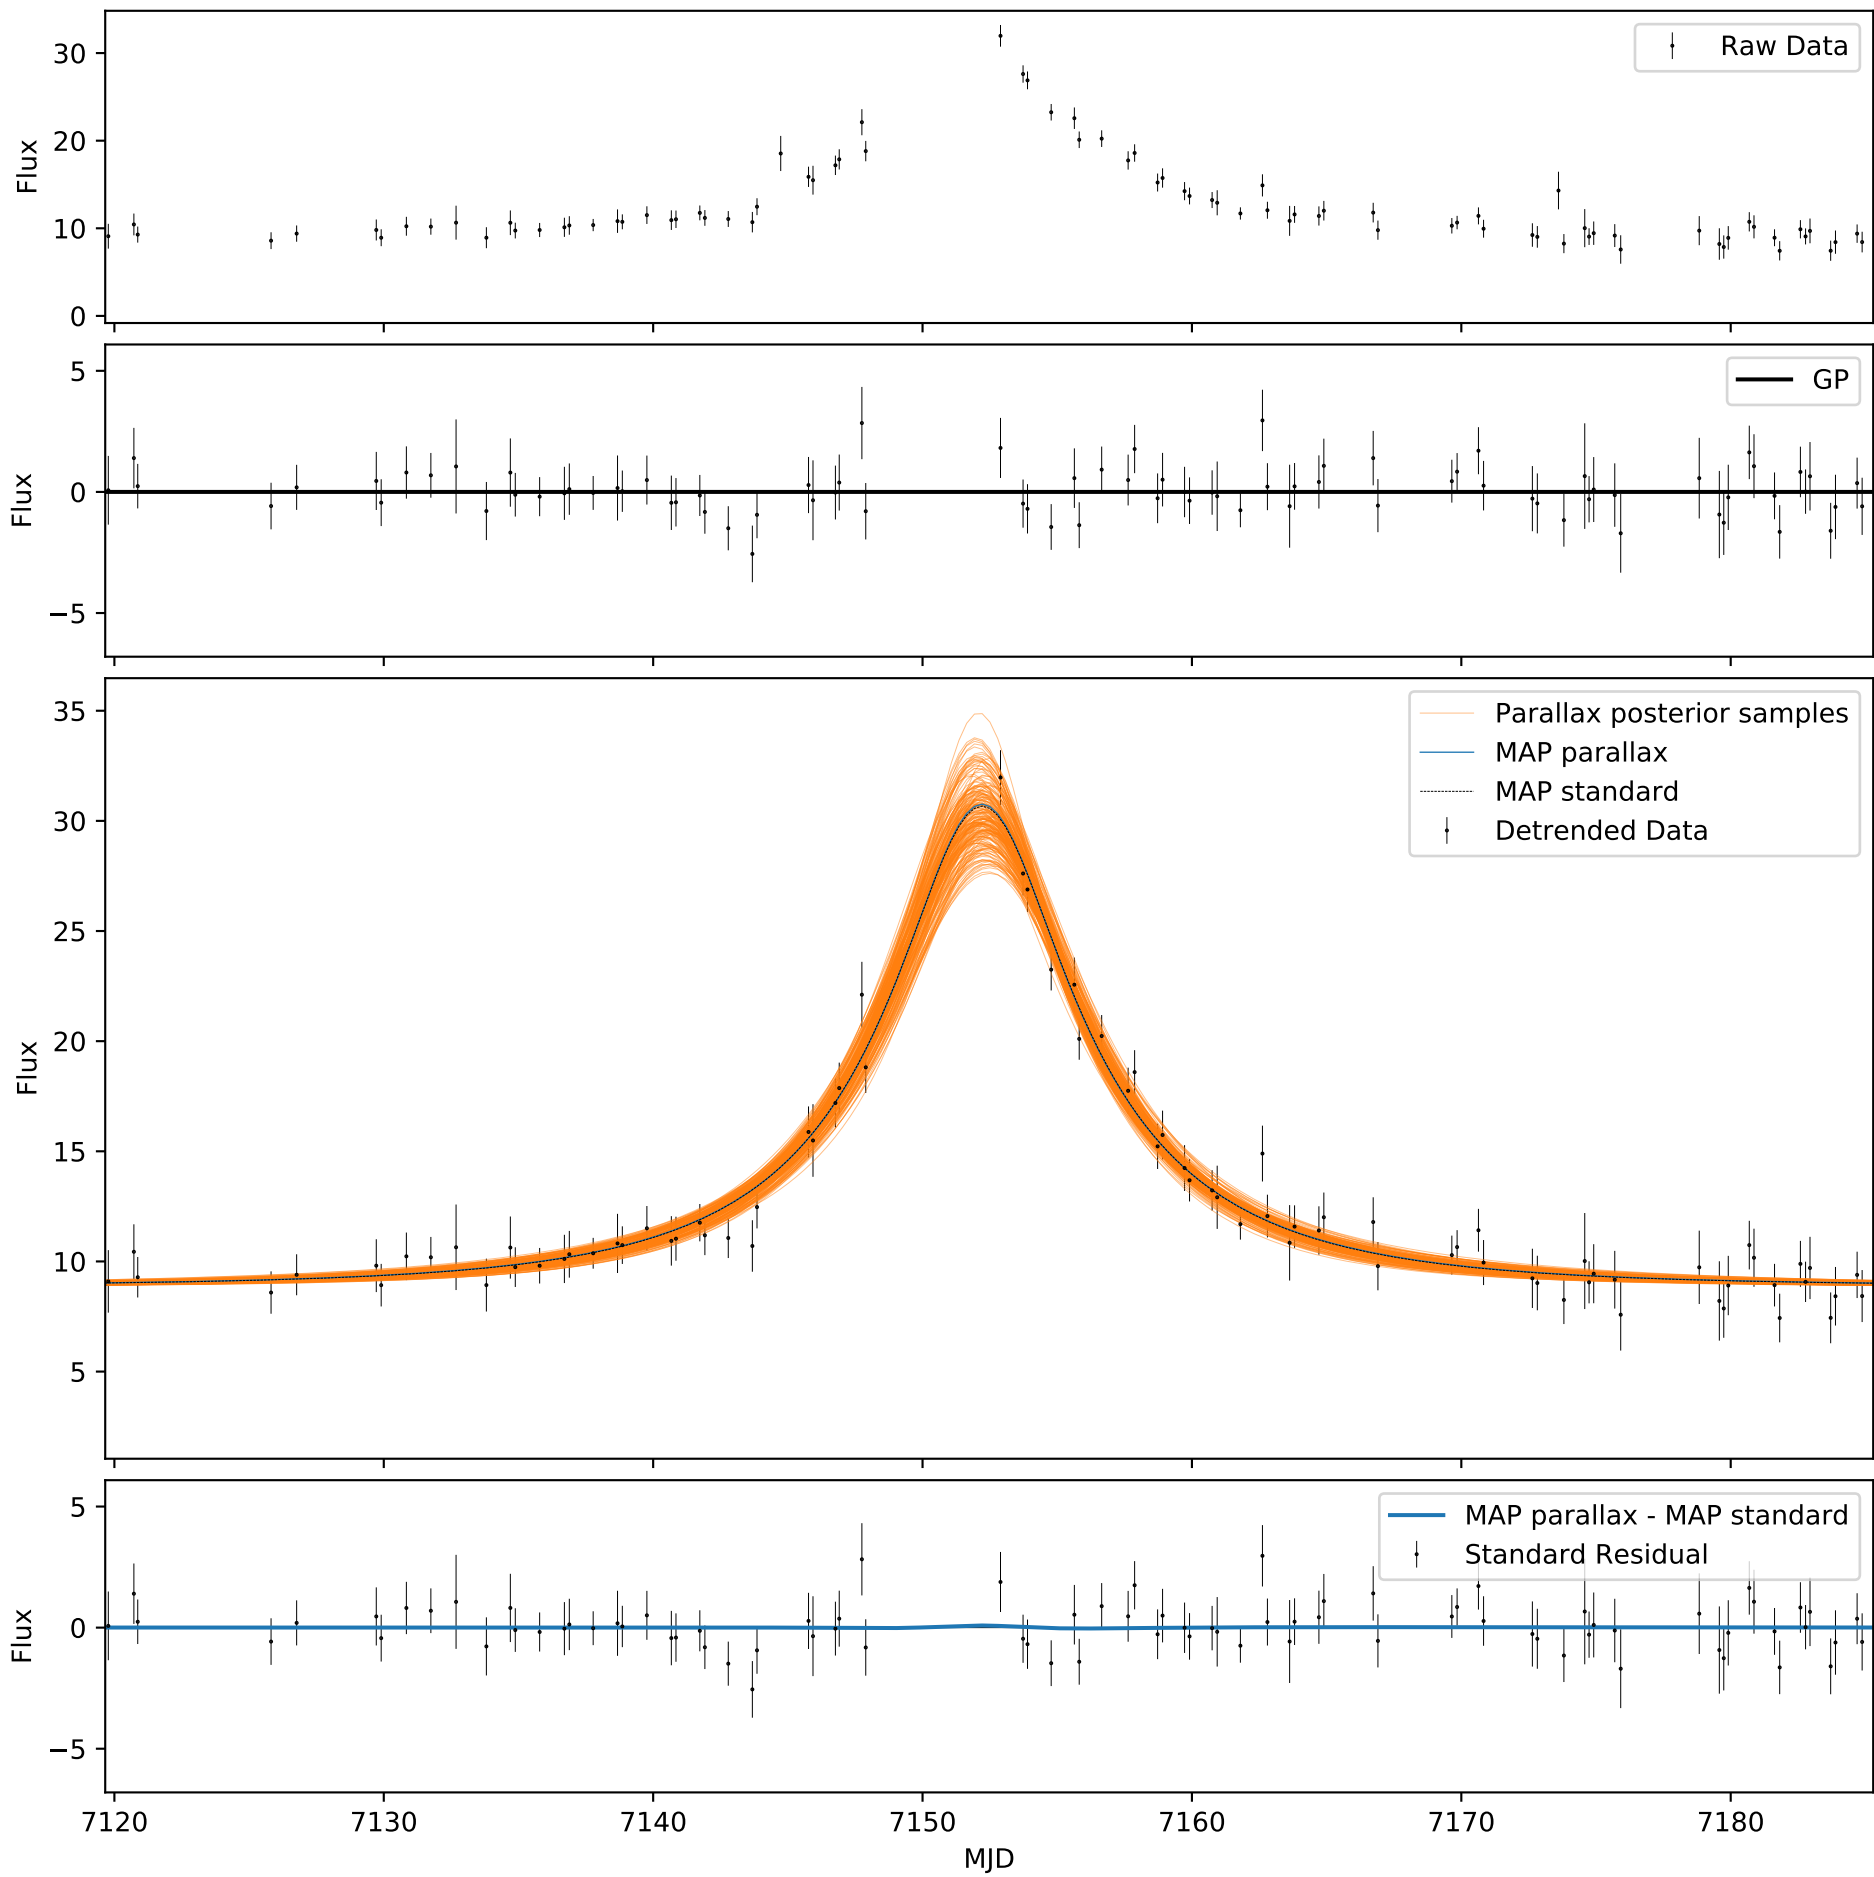 30
20
10
0
Flux
Raw Data
5
0
−5
Flux
GP
35
30
25
20
15
10
5
Flux
Parallax posterior samples
MAP parallax
MAP standard
Detrended Data
5
0
−5
Flux
MAP parallax - MAP standard
Standard Residual
7120 7130 7140 7150 7160 7170 7180
MJD